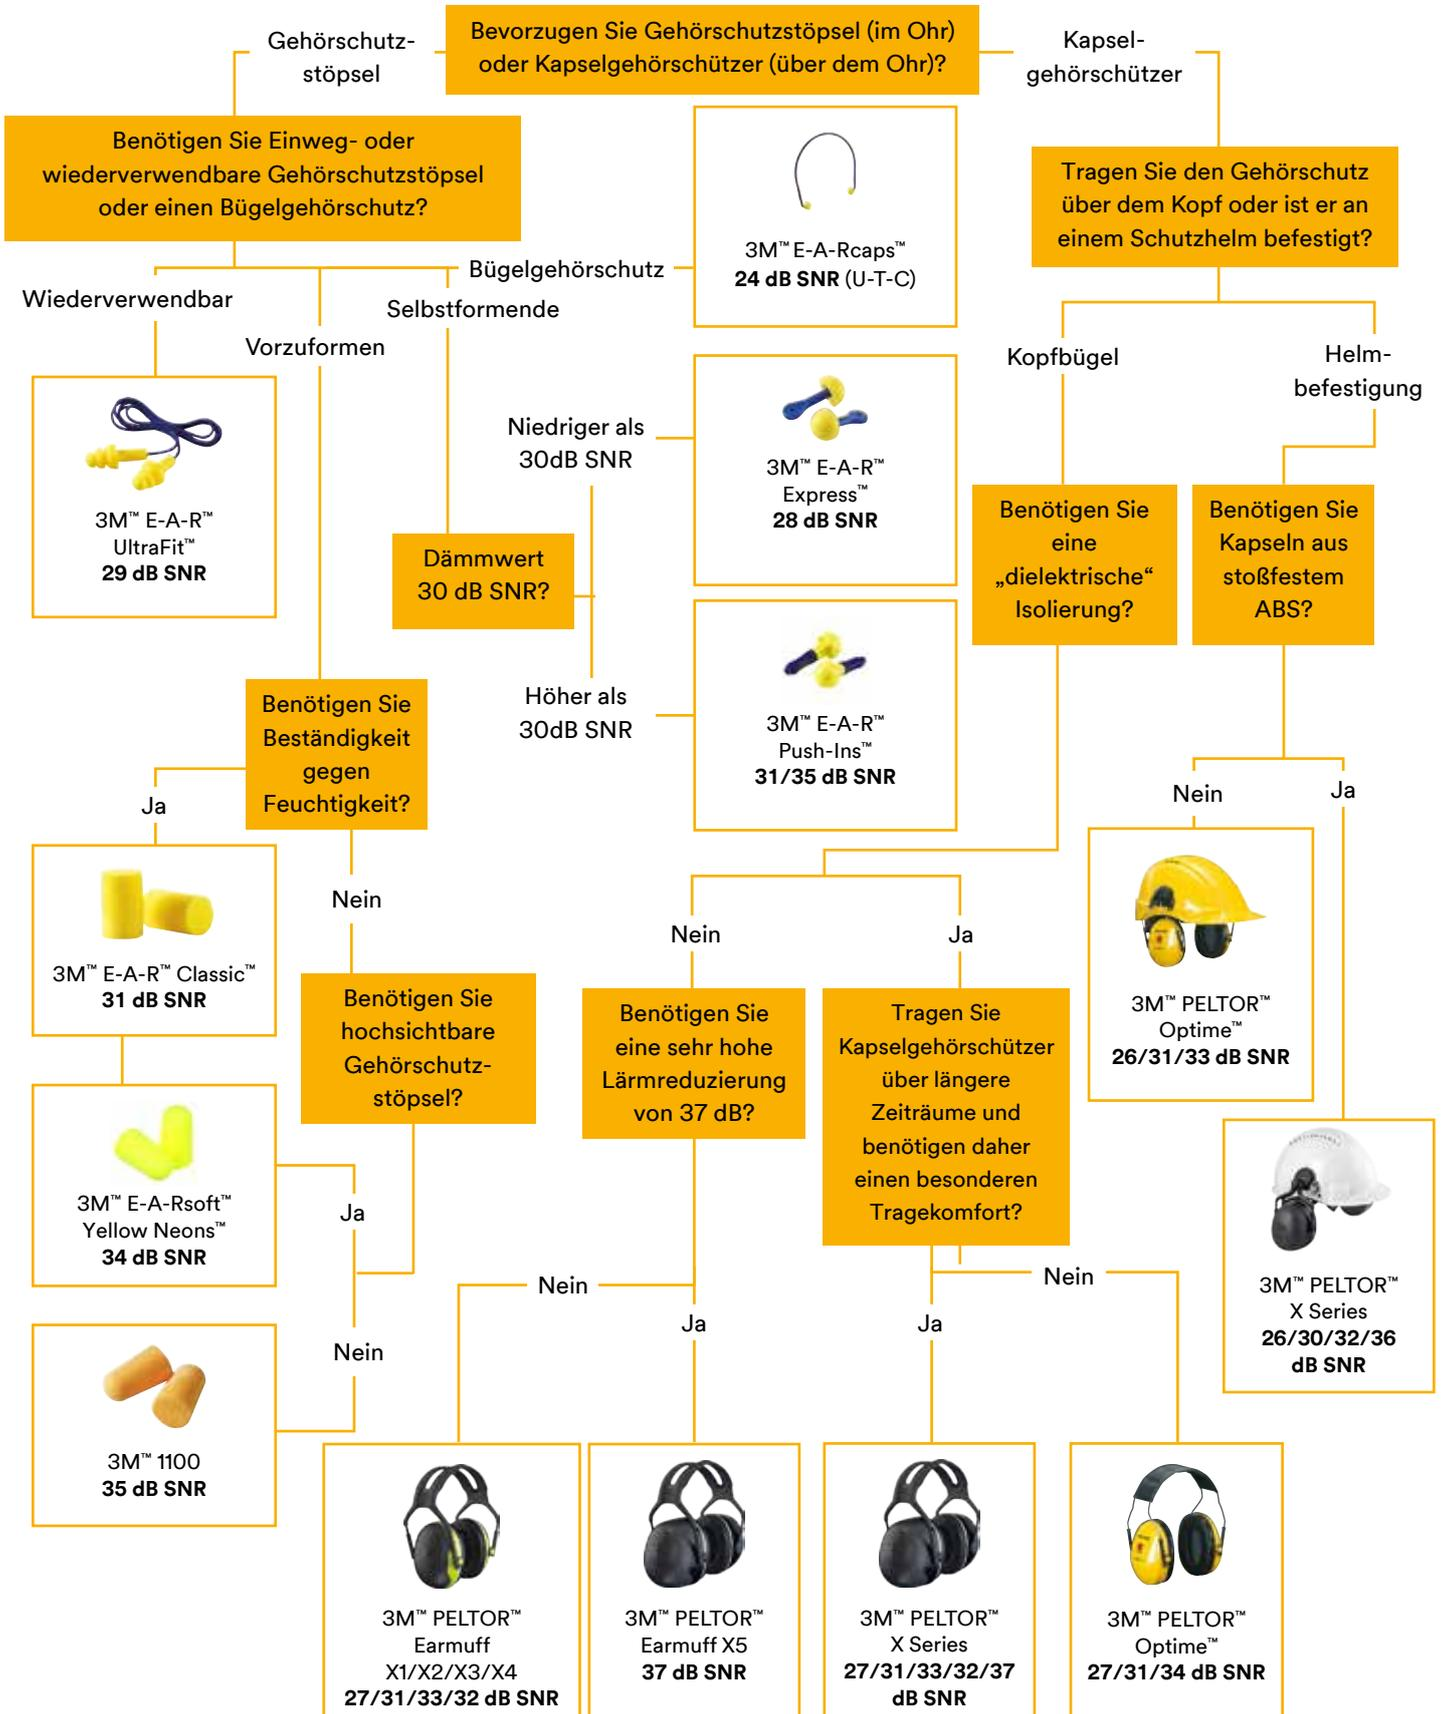 Bevorzugen Sie Gehörschutzstöpsel (im Ohr)
oder Kapselgehörschützer (über dem Ohr)?
Gehörschutz-
stöpsel
Kapsel-
gehörschützer
Benötigen Sie Einweg- oder
wiederverwendbare Gehörschutzstöpsel
oder einen Bügelgehörschutz?
Tragen Sie den Gehörschutz
über dem Kopf oder ist er an
einem Schutzhelm befestigt?
Bügelgehörschutz
3M™ E-A-Rcaps™
24 dB SNR (U-T-C)
Wiederverwendbar
Selbstformende
Vorzuformen
Kopfbügel
Helm-
befestigung
3M™ E-A-R™
UltraFit™
29 dB SNR
Niedriger als
30dB SNR
3M™ E-A-R™
Express™
28 dB SNR
Dämmwert
30 dB SNR?
Benötigen Sie
eine
„dielektrische“
Isolierung?
Benötigen Sie
Kapseln aus
stoßfestem
ABS?
Höher als
30dB SNR
3M™ E-A-R™
Push-Ins™
31/35 dB SNR
Benötigen Sie
Beständigkeit
gegen
Feuchtigkeit?
Ja
Nein
Nein
Ja
3M™ E-A-R™ Classic™
31 dB SNR
Nein
Ja
3M™ PELTOR™
Optime™
26/31/33 dB SNR
Benötigen Sie
hochsichtbare
Gehörschutz-
stöpsel?
Benötigen Sie
eine sehr hohe
Lärmreduzierung
von 37 dB?
Tragen Sie
Kapselgehörschützer
über längere
Zeiträume und
benötigen daher
einen besonderen
Tragekomfort?
3M™ E-A-Rsoft™
Yellow Neons™
34 dB SNR
Ja
Nein
3M™ PELTOR™
X Series
26/30/32/36
dB SNR
Nein
Ja
Ja
Nein
3M™ 1100
35 dB SNR
3M™ PELTOR™
Earmuff
X1/X2/X3/X4
27/31/33/32 dB SNR
3M™ PELTOR™
Earmuff X5
37 dB SNR
3M™ PELTOR™
X Series
27/31/33/32/37
dB SNR
3M™ PELTOR™
Optime™
27/31/34 dB SNR